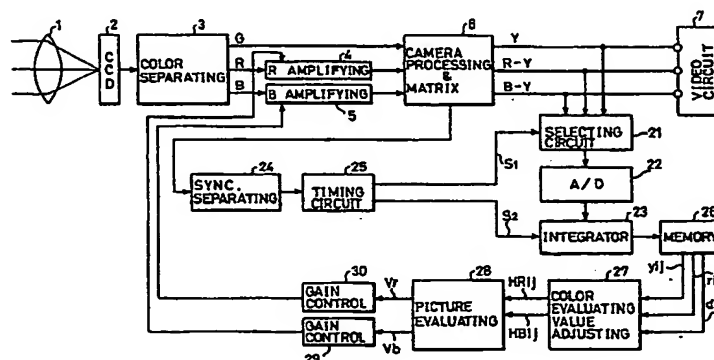 1
2
3
4
5
6
7
CCD
COLOR SEPARATING
G
R
B
R AMPLIFYING
B AMPLIFYING
CAMERA PROCESSING & MATRIX
Y
R-Y
B-Y
VIDEO CIRCUIT
SELECTING CIRCUIT
21
24
25
S1
SYNC. SEPARATING
TIMING CIRCUIT
A/D
22
S2
INTEGRATOR
23
MEMORY
26
yij
30
28
27
GAIN CONTROL
Vr
PICTURE EVALUATING
HRij
HBij
COLOR EVALUATING VALUE ADJUSTING
GAIN CONTROL
Vb
29